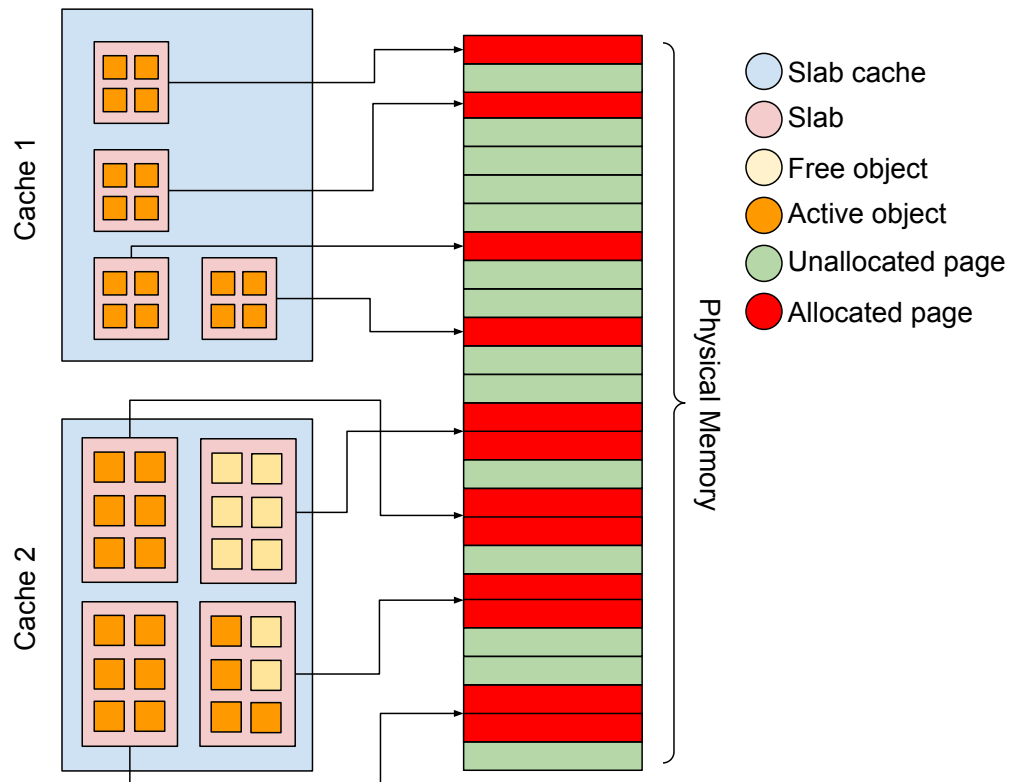 Cache 1
Cache 2
Physical Memory
Slab cache
Slab
Free object
Active object
Unallocated page
Allocated page